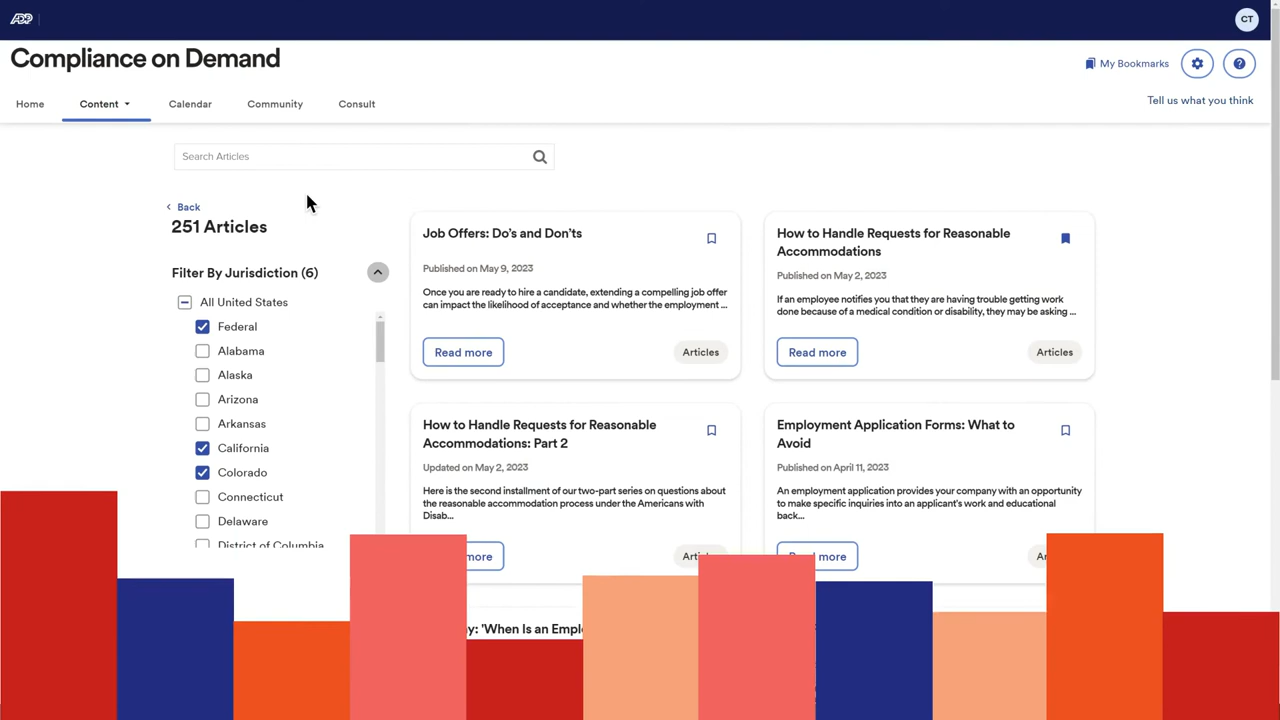 ADP
CT
Compliance on Demand
My Bookmarks
Tell us what you think
Home
Content
Calendar
Community
Consult
Search Articles
Back
251 Articles
Filter By Jurisdiction (6)
All United States
Federal
Alabama
Alaska
Arizona
Arkansas
California
Colorado
Connecticut
Delaware
District of Columbia
Job Offers: Do's and Don'ts
Published on May 9, 2023
Once you are ready to hire a candidate, extending a compelling job offer
can impact the likelihood of acceptance and whether the employment ...
Read more
Articles
How to Handle Requests for Reasonable
Accommodations
Published on May 2, 2023
If an employee notifies you that they are having trouble getting work
done because of a medical condition or disability, they may be asking ...
Read more
Articles
How to Handle Requests for Reasonable
Accommodations: Part 2
Updated on May 2, 2023
Here is the second installment of our two-part series on questions about
the reasonable accommodation process under the Americans with
Disab...
more
Employment Application Forms: What to
Avoid
Published on April 11, 2023
An employment application provides your company with an opportunity
to make specific inquiries into an applicant's work and educational
back...
more
'When Is an